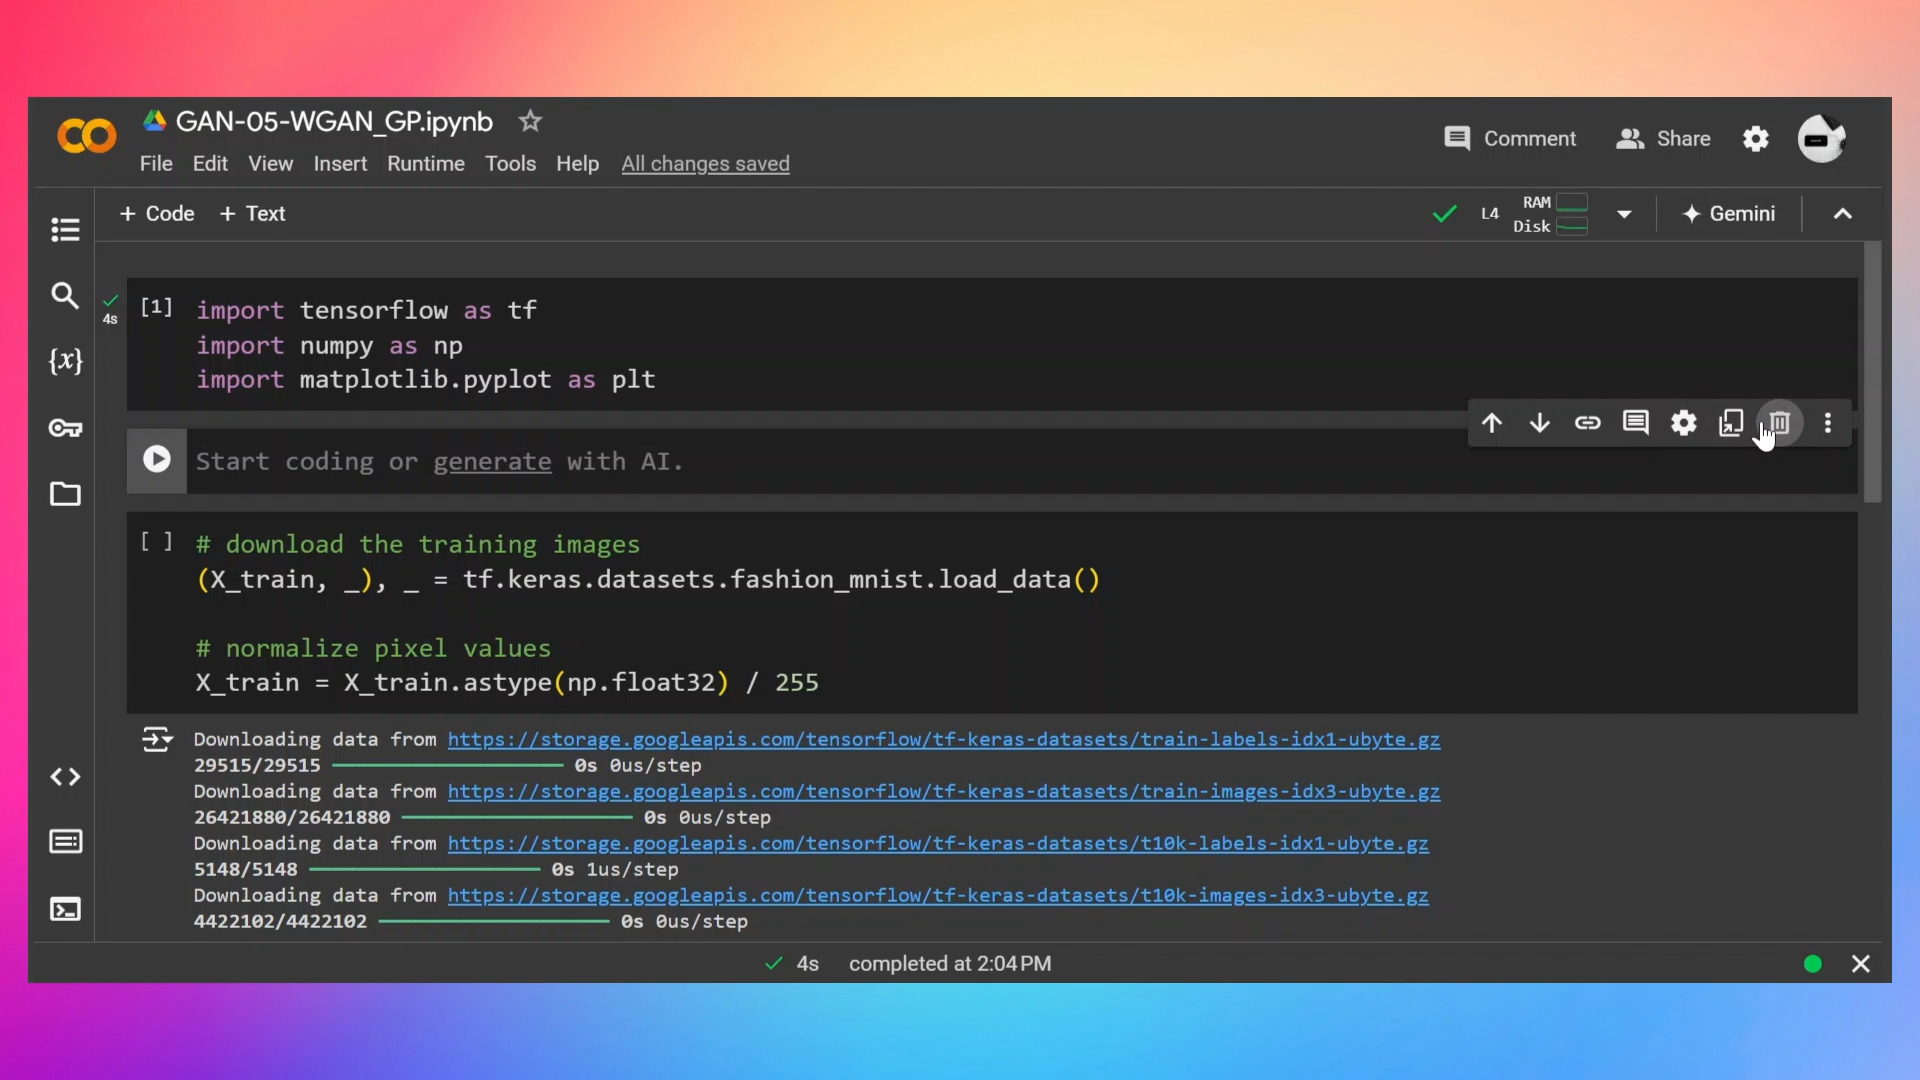 GAN-05-WGAN_GP.ipynb
File Edit View Insert Runtime Tools Help All changes saved
Comment Share
+ Code + Text
L4 RAM Disk Gemini
4s
[1] import tensorflow as tf
import numpy as np
import matplotlib.pyplot as plt
Start coding or generate with AI.
[ ] # download the training images
(X_train, _), _ = tf.keras.datasets.fashion_mnist.load_data()
# normalize pixel values
X_train = X_train.astype(np.float32) / 255
Downloading data from https://storage.googleapis.com/tensorflow/tf-keras-datasets/train-labels-idx1-ubyte.gz
29515/29515 ━━━━━━━━━━━━━━━━━━━━ 0s 0us/step
Downloading data from https://storage.googleapis.com/tensorflow/tf-keras-datasets/train-images-idx3-ubyte.gz
26421880/26421880 ━━━━━━━━━━━━━━━━━━━━ 0s 0us/step
Downloading data from https://storage.googleapis.com/tensorflow/tf-keras-datasets/t10k-labels-idx1-ubyte.gz
5148/5148 ━━━━━━━━━━━━━━━━━━━━ 0s 1us/step
Downloading data from https://storage.googleapis.com/tensorflow/tf-keras-datasets/t10k-images-idx3-ubyte.gz
4422102/4422102 ━━━━━━━━━━━━━━━━━━━━ 0s 0us/step
4s completed at 2:04 PM